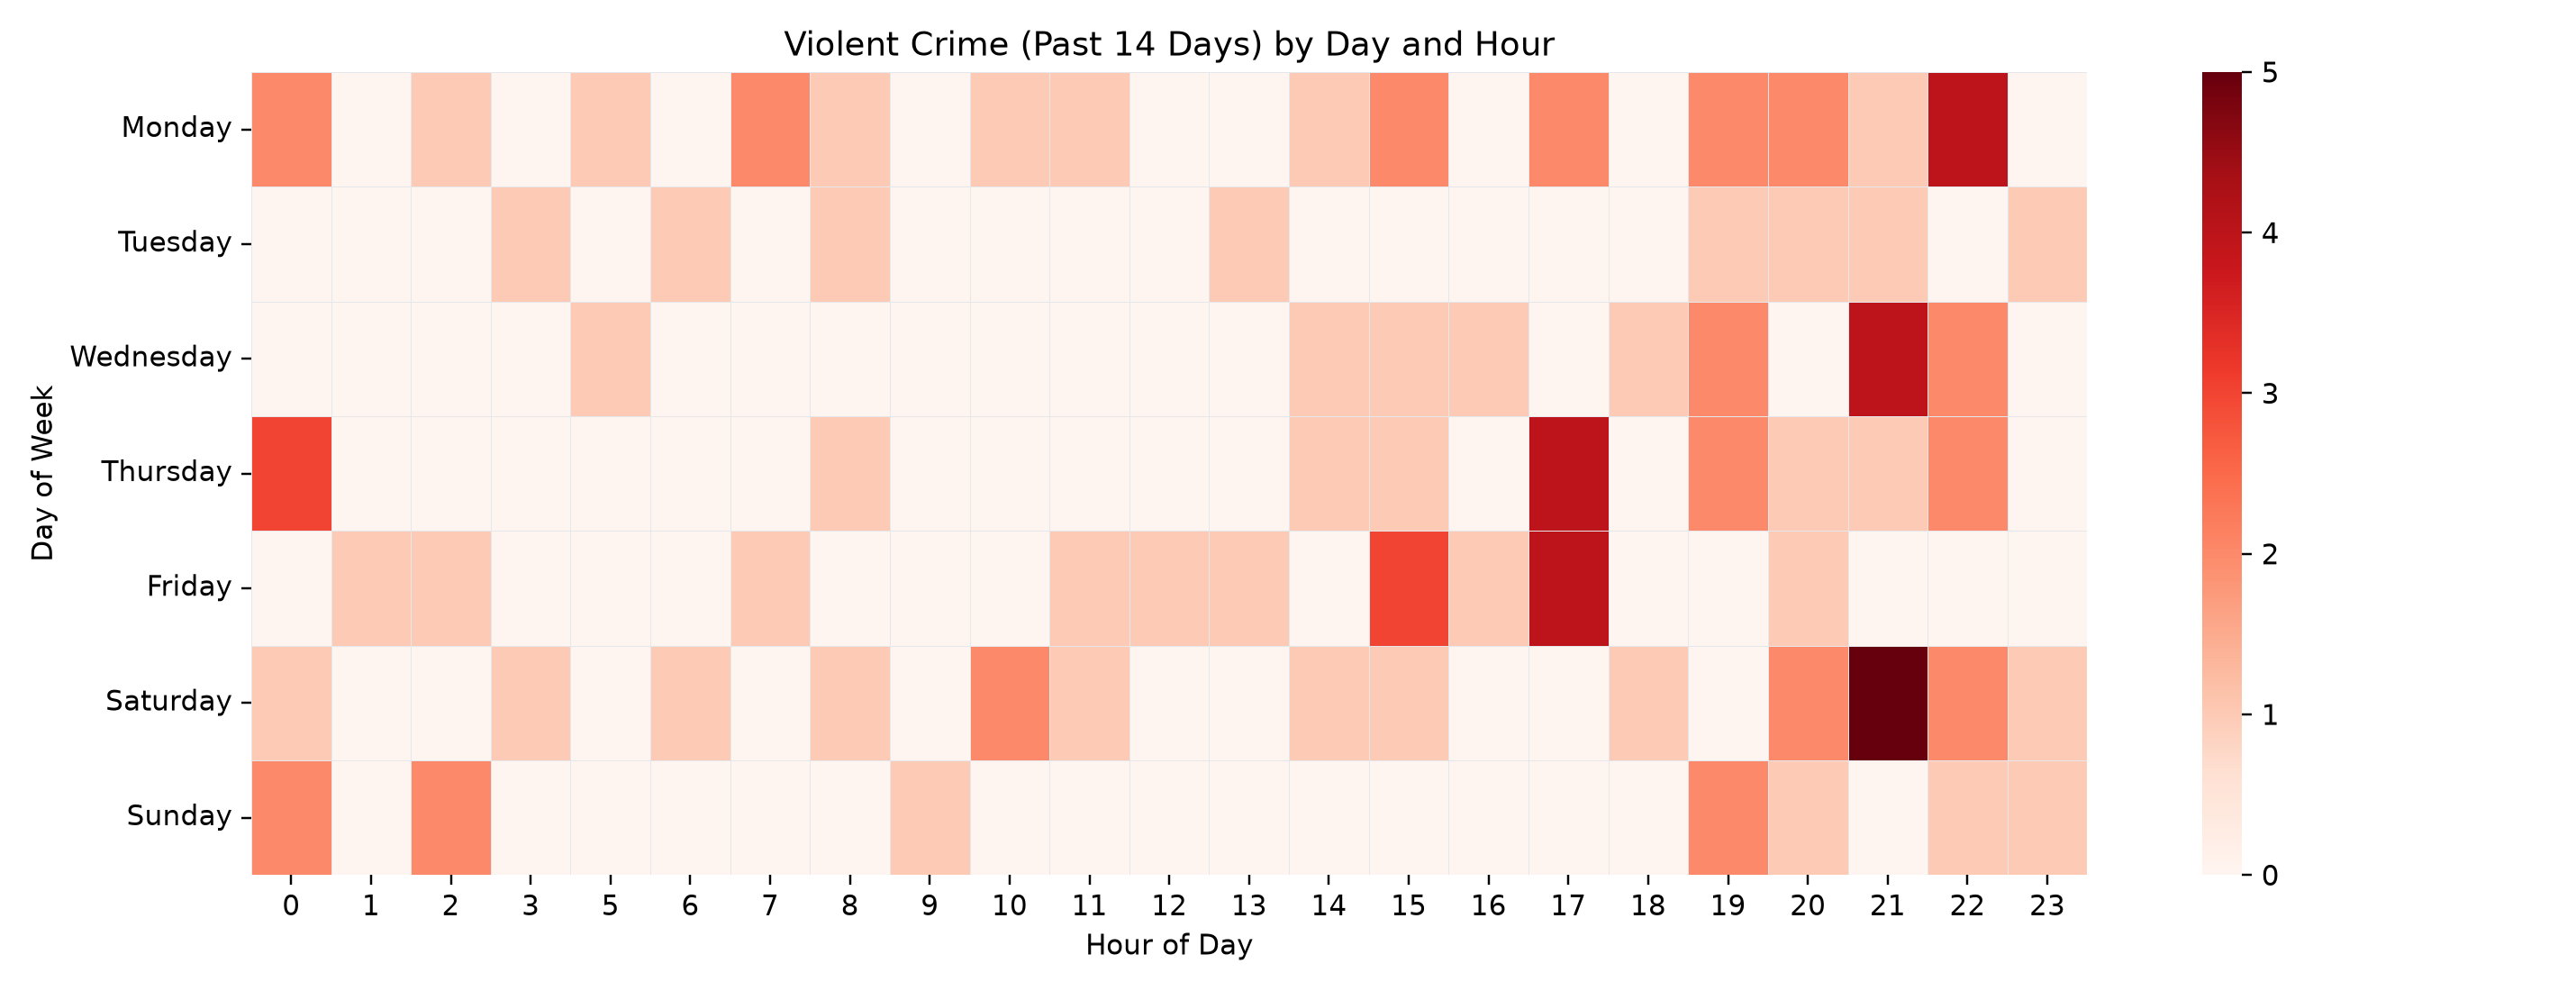 Violent Crime (Past 14 Days) by Day and Hour
Day of Week
Monday
Tuesday
Wednesday
Thursday
Friday
Saturday
Sunday
0 1 2 3 5 6 7 8 9 10 11 12 13 14 15 16 17 18 19 20 21 22 23
Hour of Day
5
4
3
2
1
0